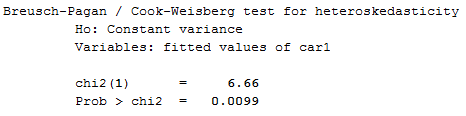 Breusch-Pagan / Cook-Weisberg test for heteroskedasticity
Ho: Constant variance
Variables: fitted values of car1
chi2(1) = 6.66
Prob > chi2 = 0.0099